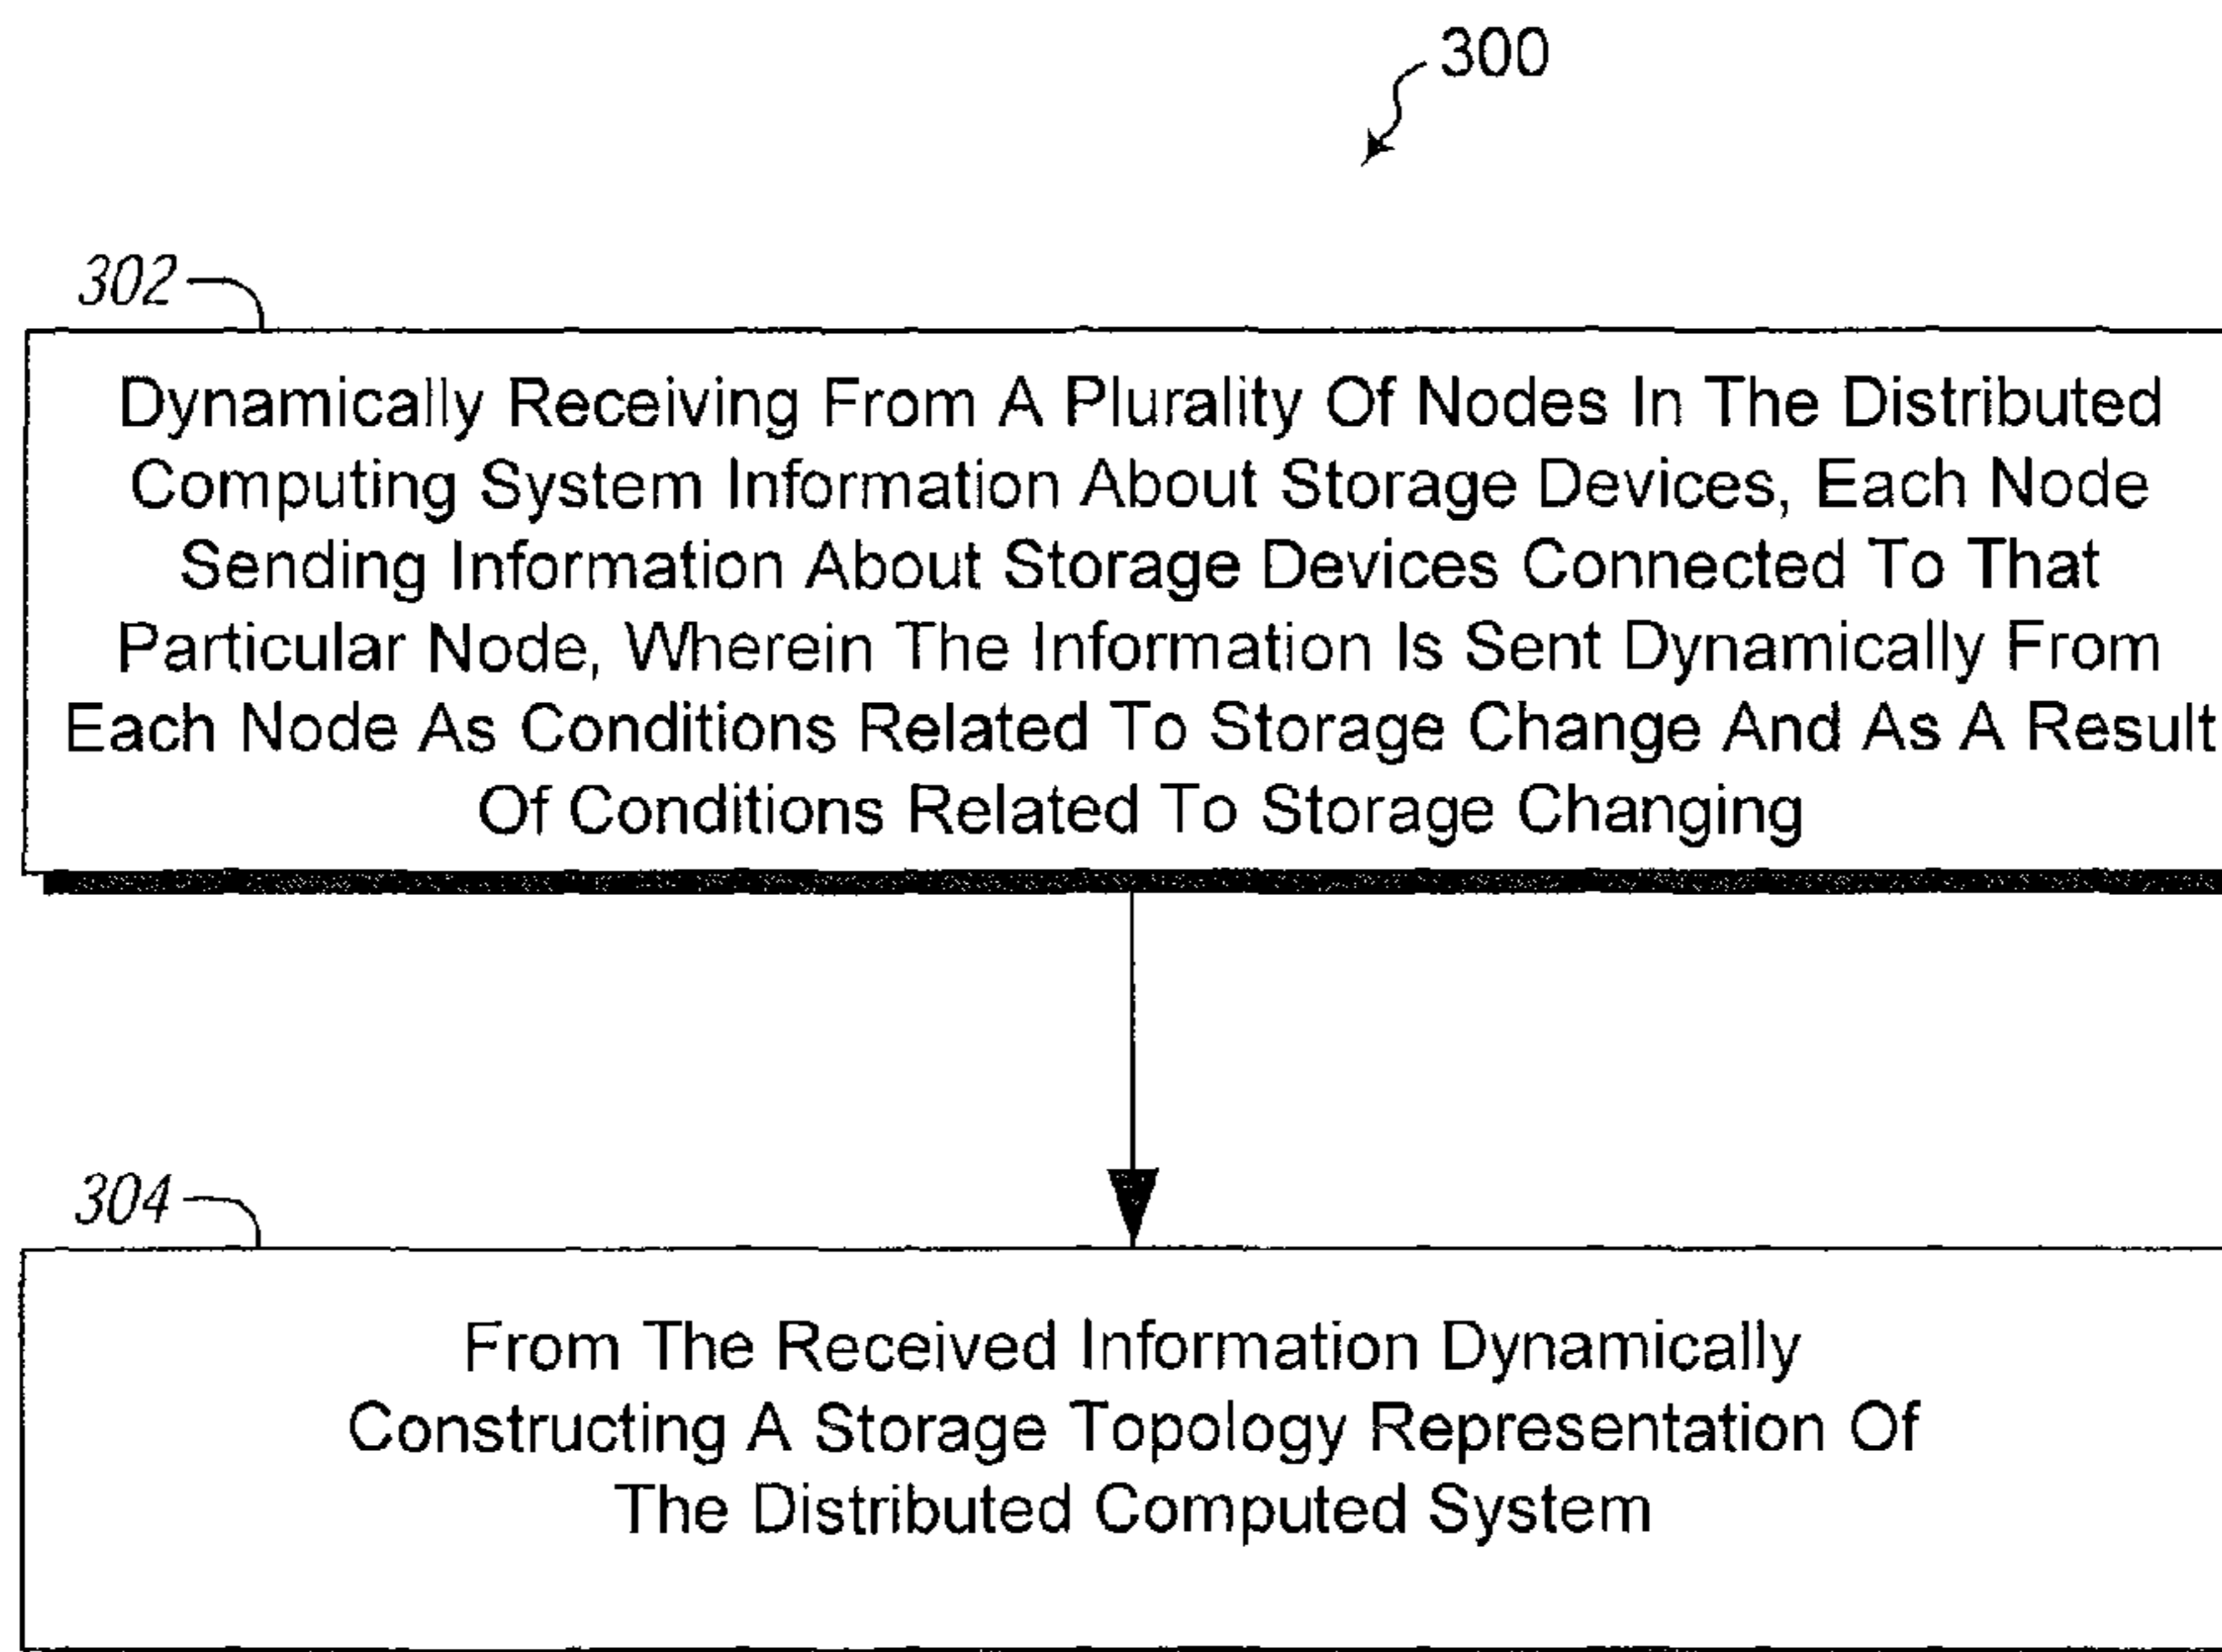 300
302
Dynamically Receiving From A Plurality Of Nodes In The Distributed
Computing System Information About Storage Devices, Each Node
Sending Information About Storage Devices Connected To That
Particular Node, Wherein The Information Is Sent Dynamically From
Each Node As Conditions Related To Storage Change And As A Result
Of Conditions Related To Storage Changing
304
From The Received Information Dynamically
Constructing A Storage Topology Representation Of
The Distributed Computed System